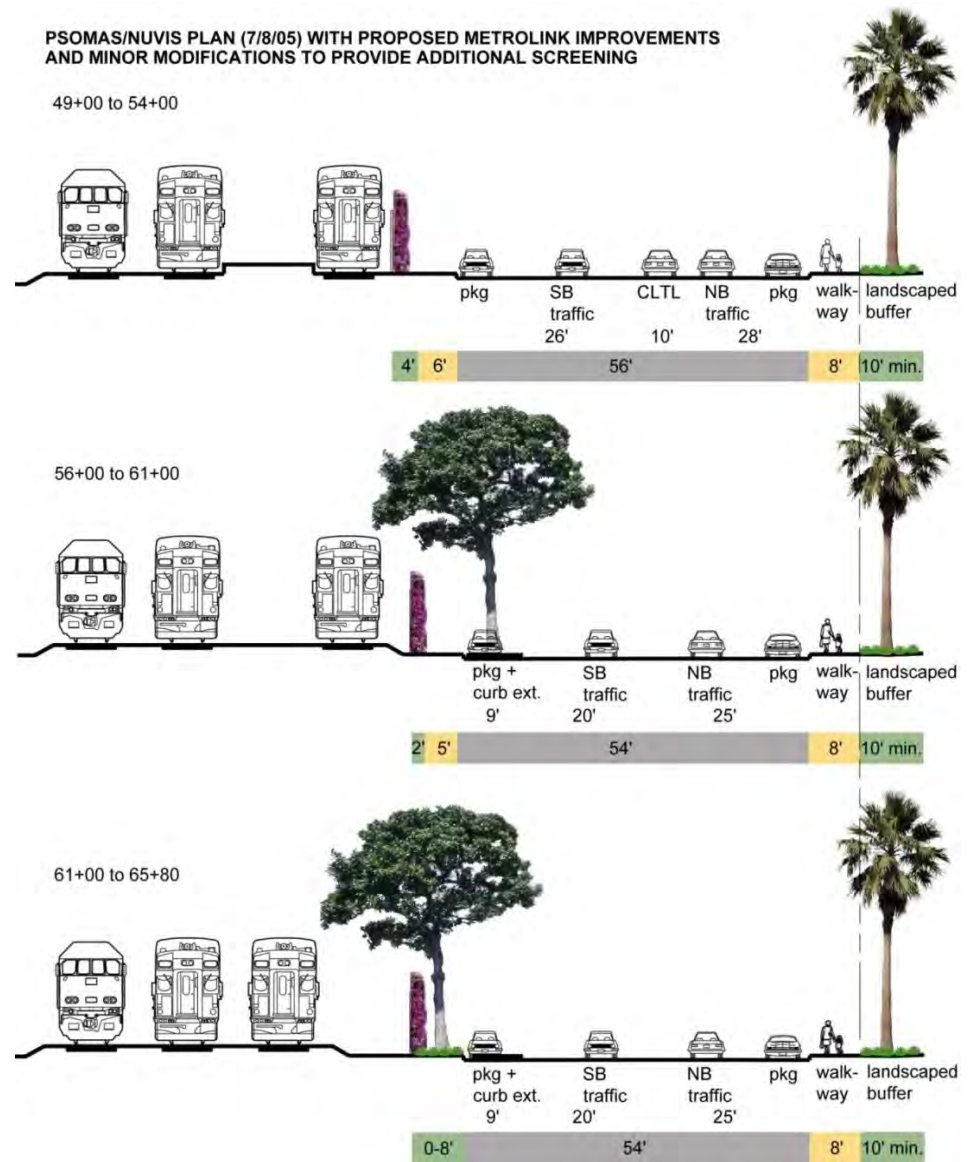 PSOMAS/NUVIS PLAN (7/8/05) WITH PROPOSED METROLINK IMPROVEMENTS
AND MINOR MODIFICATIONS TO PROVIDE ADDITIONAL SCREENING
49+00 to 54+00
pkg SB CLTL NB pkg walk- landscaped
traffic traffic way buffer
26' 10' 28'
4' 6' 56' 8' 10' min.
56+00 to 61+00
pkg + SB NB pkg walk- landscaped
curb ext. traffic traffic way buffer
9' 20' 25'
2' 5' 54' 8' 10' min.
61+00 to 65+80
pkg + SB NB pkg walk- landscaped
curb ext. traffic traffic way buffer
9' 20' 25'
0-8' 54' 8' 10' min.